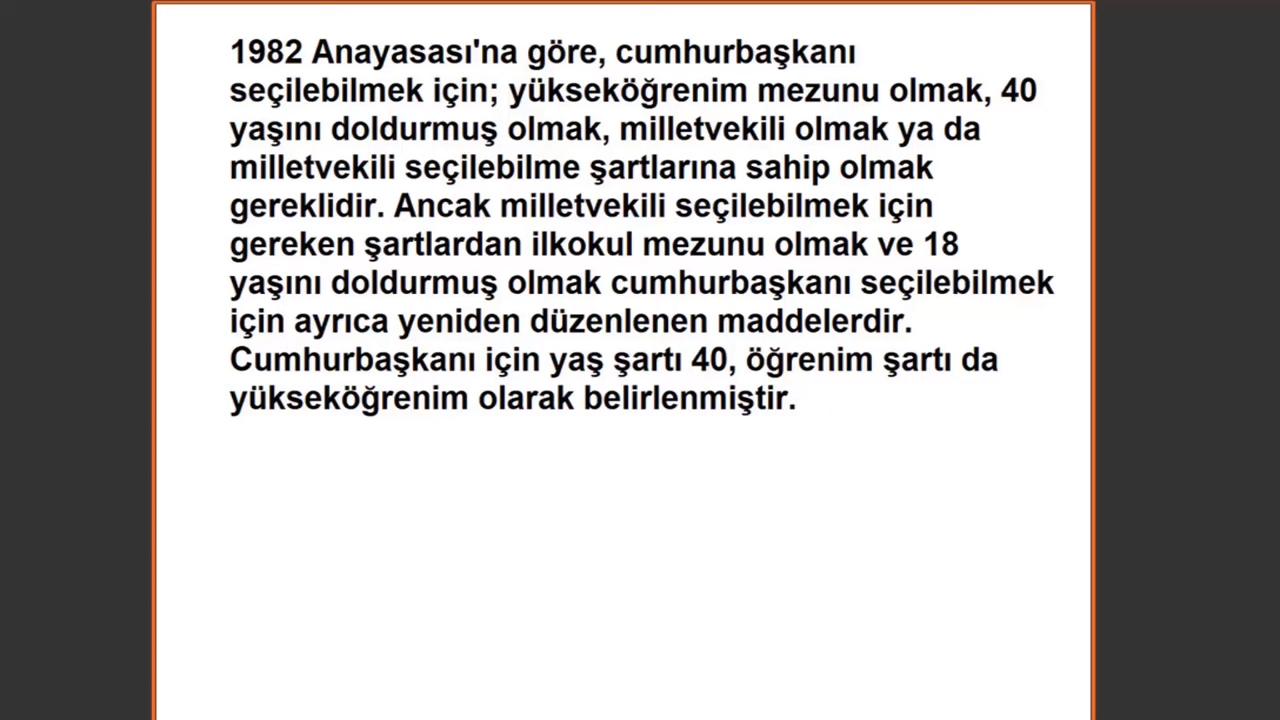 1982 Anayasası'na göre, cumhurbaşkanı
seçilebilmek için; yükseköğrenim mezunu olmak, 40
yaşını doldurmuş olmak, milletvekili olmak ya da
milletvekili seçilebilme şartlarına sahip olmak
gereklidir. Ancak milletvekili seçilebilmek için
gereken şartlardan ilkokul mezunu olmak ve 18
yaşını doldurmuş olmak cumhurbaşkanı seçilebilmek
için ayrıca yeniden düzenlenen maddelerdir.
Cumhurbaşkanı için yaş şartı 40, öğrenim şartı da
yükseköğrenim olarak belirlenmiştir.